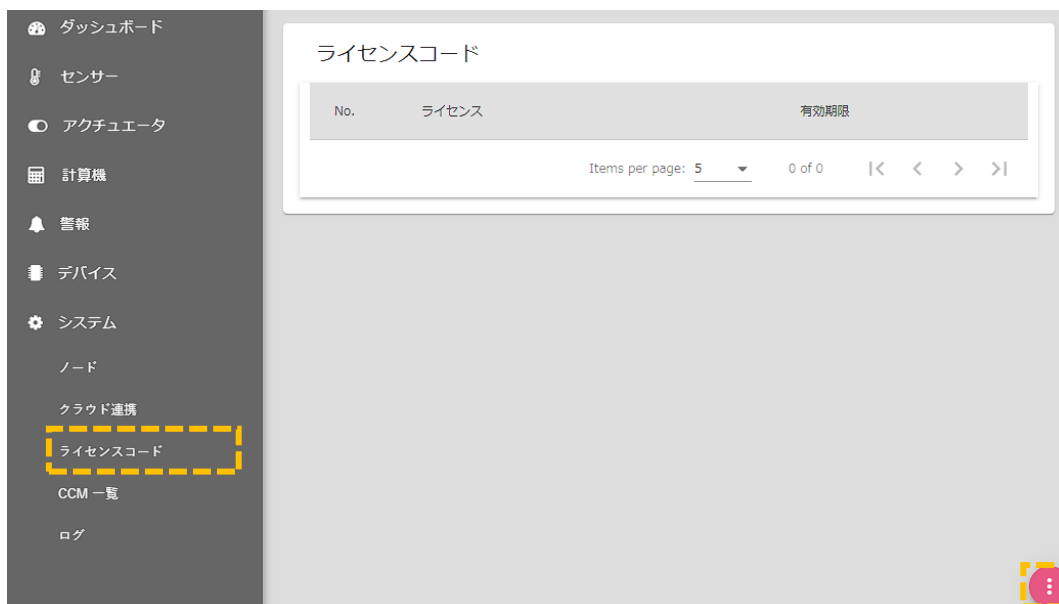 ダッシュボード
センサー
アクチュエータ
計算機
警報
デバイス
システム
ノード
クラウド連携
ライセンスコード
CCM 一覧
ログ
ライセンスコード
No. ライセンス 有効期限
Items per page: 5 0 of 0